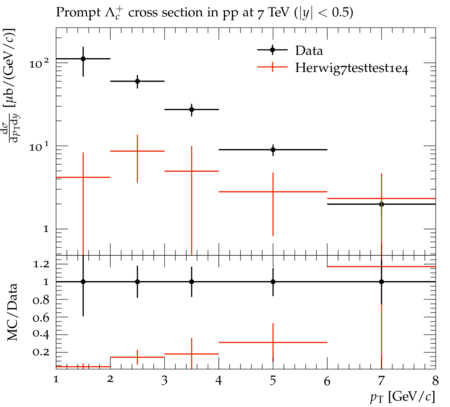 Prompt Λc+ cross section in pp at 7 TeV (|y| < 0.5)
dσ/dpTdy [μb/(GeV/c)]
10²
10¹
1
Data
Herwig7testtest1e4
MC/Data
1.2
1
0.8
0.6
0.4
0.2
1 2 3 4 5 6 7 8
pT [GeV/c]